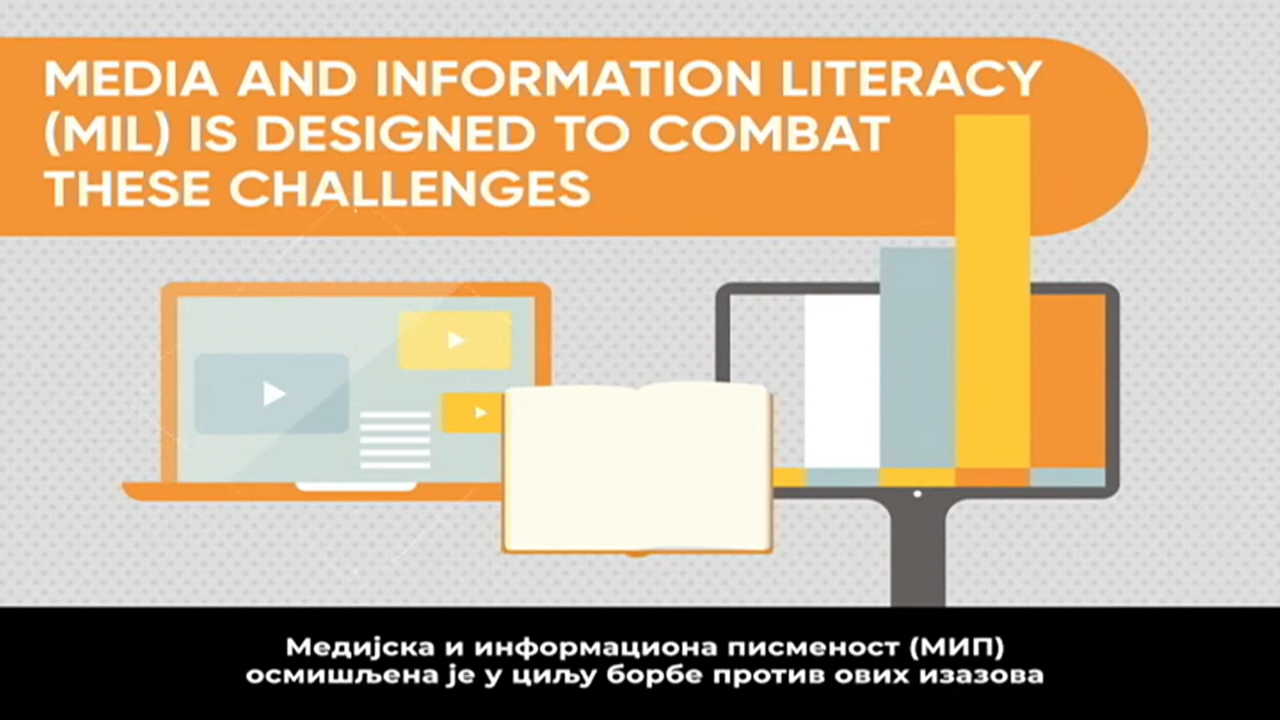 MEDIA AND INFORMATION LITERACY
(MIL) IS DESIGNED TO COMBAT
THESE CHALLENGES
Медијска и информациона писменост (МИП)
осмишљена је у циљу борбе против ових изазова